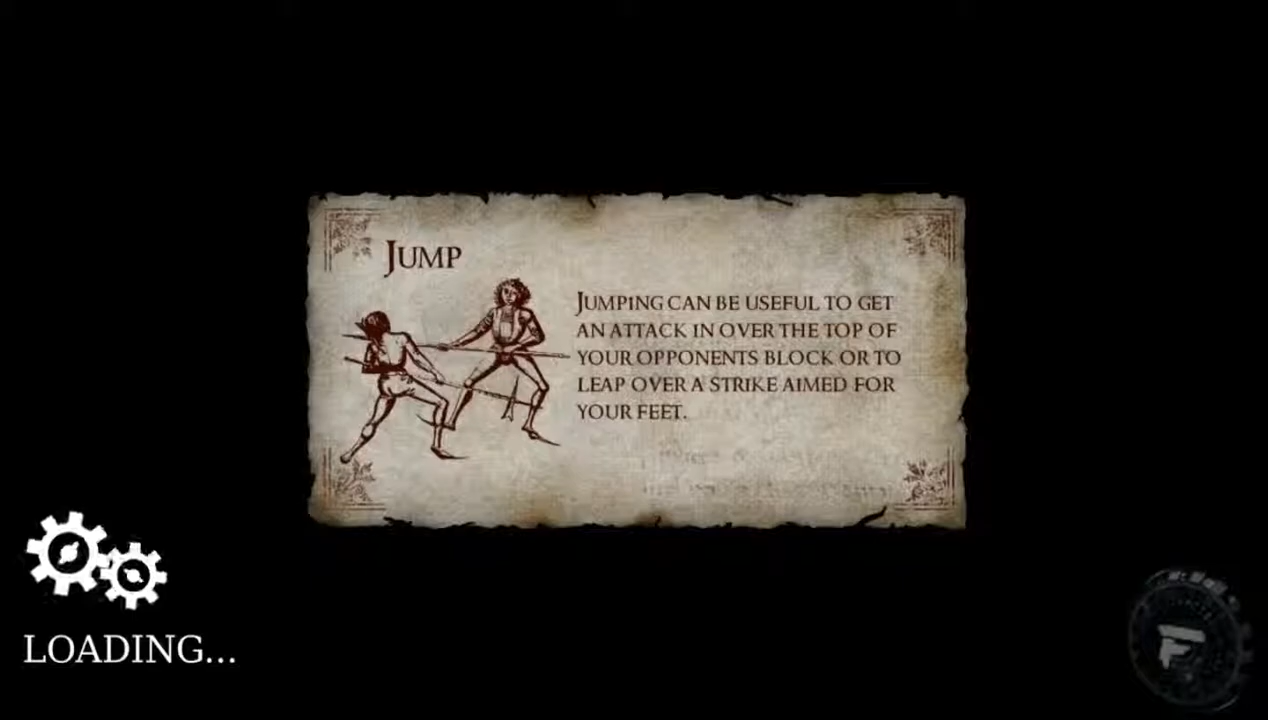 JUMP
JUMPING CAN BE USEFUL TO GET
AN ATTACK IN OVER THE TOP OF
YOUR OPPONENTS BLOCK OR TO
LEAP OVER A STRIKE AIMED FOR
YOUR FEET.
LOADING...
F